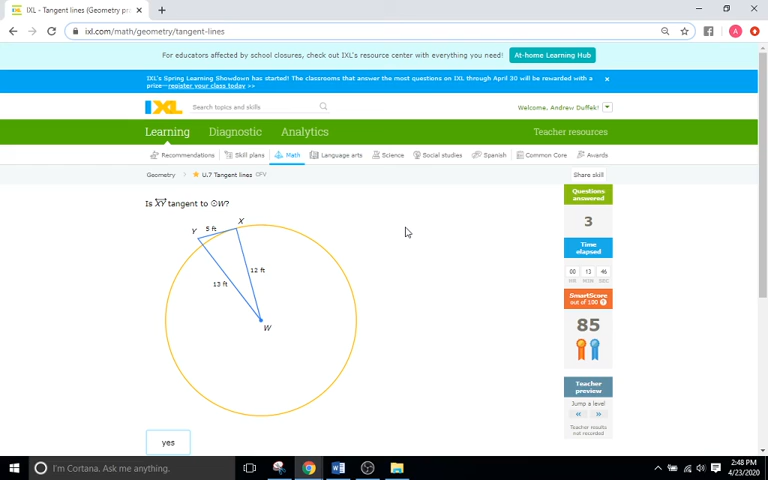 IXL - Tangent lines (Geometry pr
ixl.com/math/geometry/tangent-lines
A
For educators affected by school closures, check out IXL's resource center with everything you need!
At-home Learning Hub
IXL's Spring Learning Showdown has started! The classrooms that answer the most questions on IXL through April 30 will be rewarded with a
prize—register your class today >>
IXL
Search topics and skills
Welcome, Andrew Duffek!
Learning
Diagnostic
Analytics
Teacher resources
Recommendations
Skill plans
Math
Language arts
Science
Social studies
Spanish
Common Core
Awards
Geometry
U.7 Tangent lines
Share skill
Questions
answered
3
Is XY tangent to ⊙W?
Y
5 ft
X
12 ft
13 ft
W
Time
elapsed
00 13 46
HR MIN SEC
SmartScore
out of 100 ?
85
Teacher
preview
Jump a level
Teacher results
not recorded
yes
I'm Cortana. Ask me anything.
2:48 PM
4/23/2020